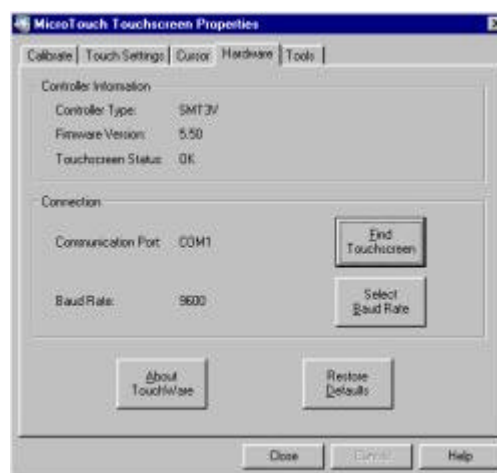 MicroTouch Touchscreen Properties
Calibrate Touch Settings Cursor Hardware Tools
Controller Information
Controller Type: SMT3V
Firmware Version: 5.50
Touchscreen Status: OK
Connection
Communication Port: COM1
Find
Touchscreen
Baud Rate: 9600
Select
Baud Rate
About
TouchWare
Restore
Defaults
Close Cancel Help